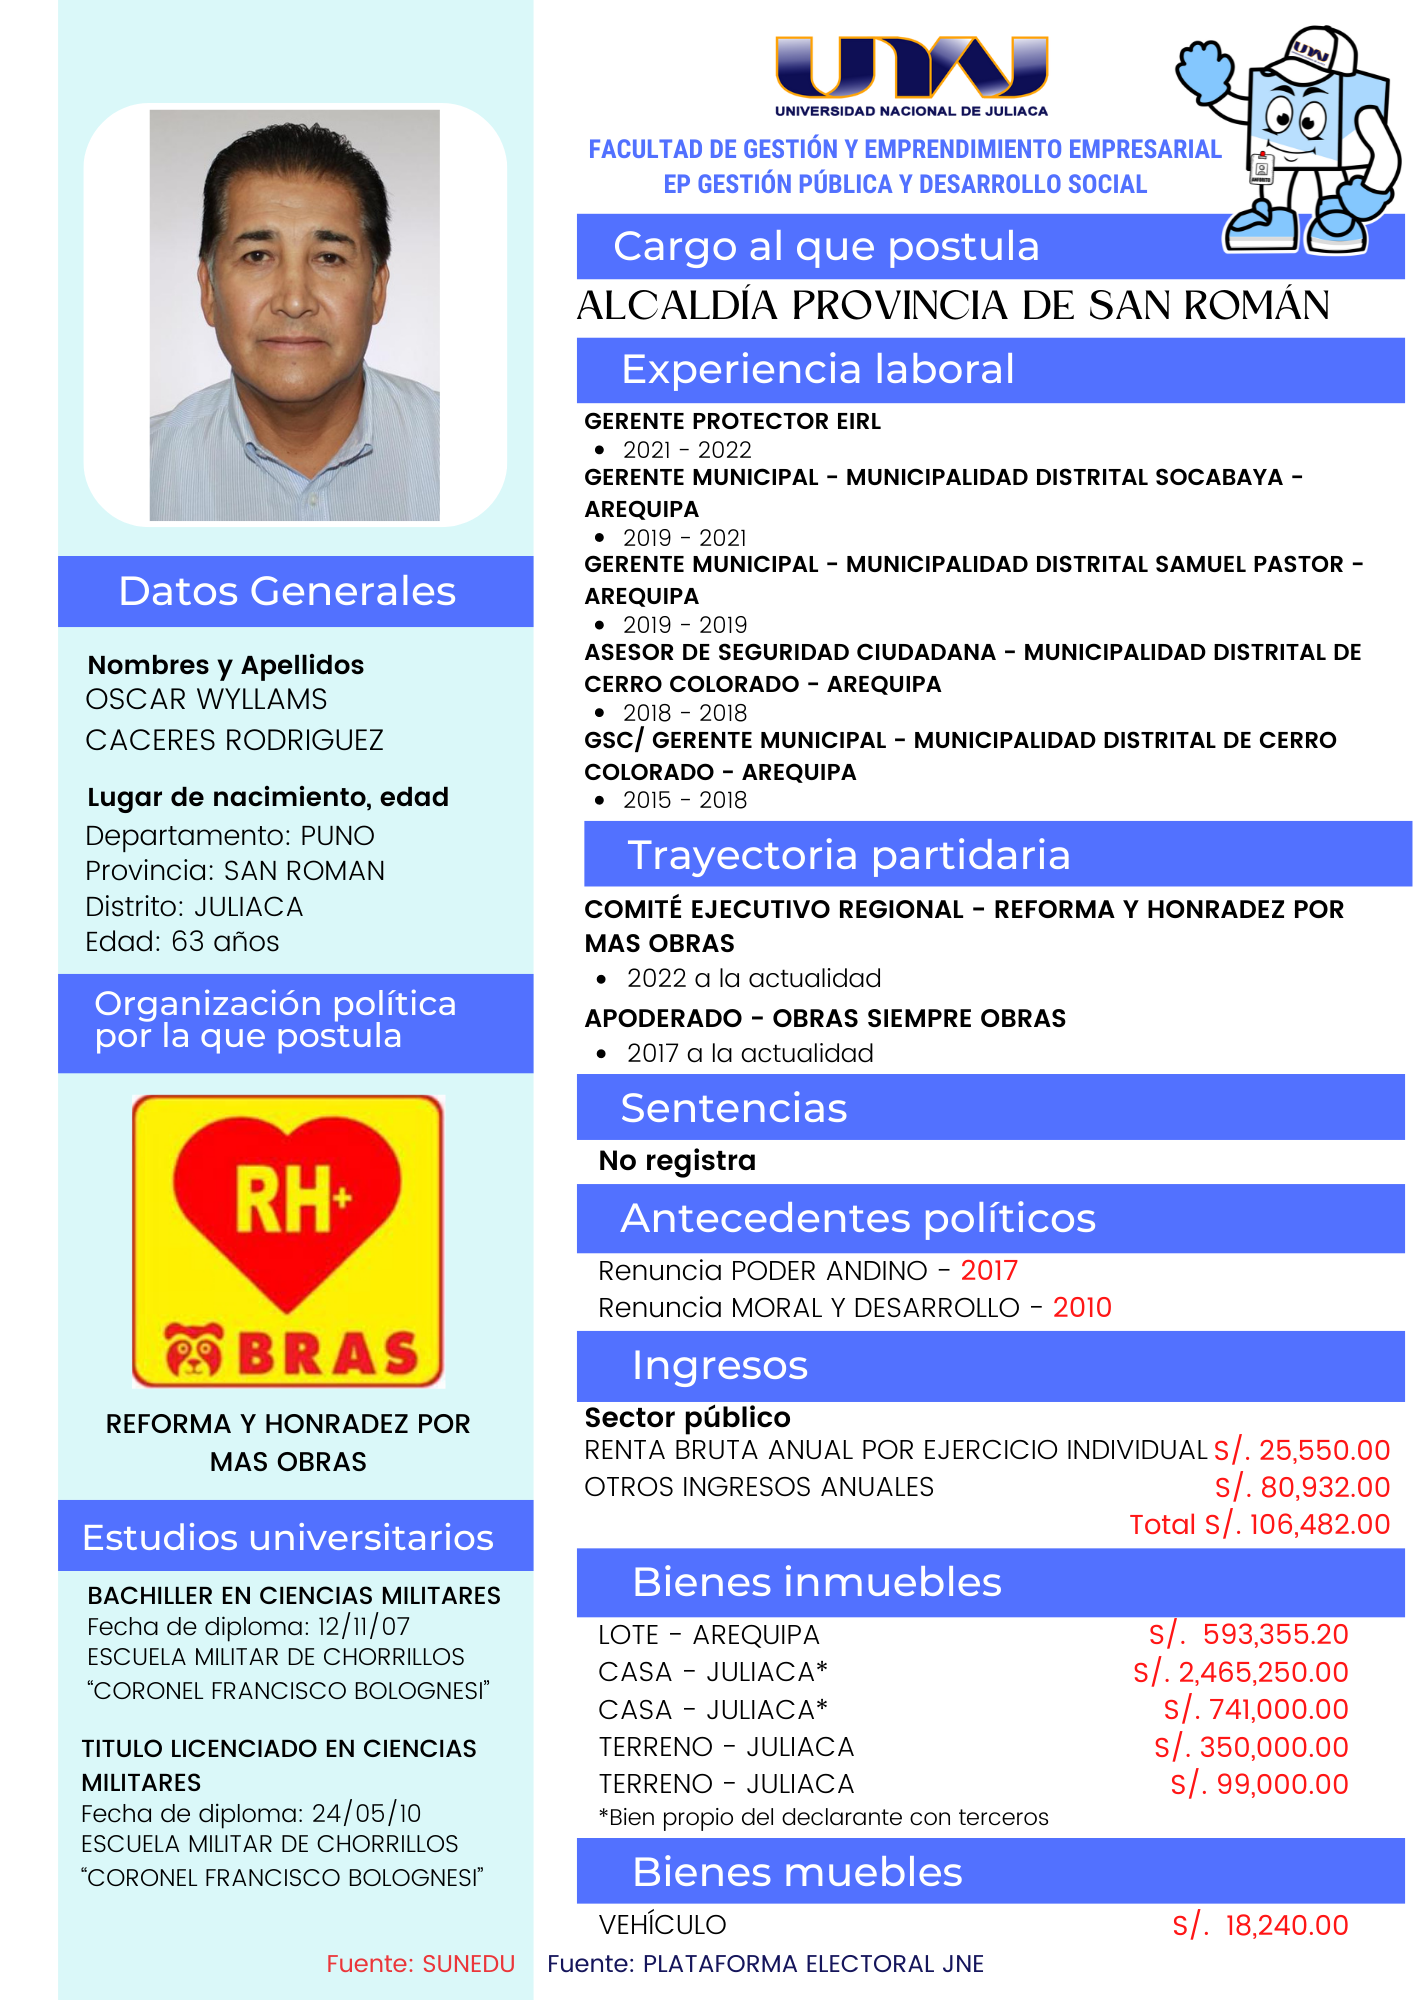 UNAJ
UNIVERSIDAD NACIONAL DE JULIACA
FACULTAD DE GESTIÓN Y EMPRENDIMIENTO EMPRESARIAL
EP GESTIÓN PÚBLICA Y DESARROLLO SOCIAL
UNAJ
Datos Generales
Nombres y Apellidos
OSCAR WYLLAMS
CACERES RODRIGUEZ
Lugar de nacimiento, edad
Departamento: PUNO
Provincia: SAN ROMAN
Distrito: JULIACA
Edad: 63 años
Organización política
por la que postula
RH+
OBRAS
REFORMA Y HONRADEZ POR
MAS OBRAS
Estudios universitarios
BACHILLER EN CIENCIAS MILITARES
Fecha de diploma: 12/11/07
ESCUELA MILITAR DE CHORRILLOS
“CORONEL FRANCISCO BOLOGNESI”
TITULO LICENCIADO EN CIENCIAS
MILITARES
Fecha de diploma: 24/05/10
ESCUELA MILITAR DE CHORRILLOS
“CORONEL FRANCISCO BOLOGNESI”
Fuente: SUNEDU
Cargo al que postula
ALCALDÍA PROVINCIA DE SAN ROMÁN
Experiencia laboral
GERENTE PROTECTOR EIRL
• 2021 - 2022
GERENTE MUNICIPAL - MUNICIPALIDAD DISTRITAL SOCABAYA -
AREQUIPA
• 2019 - 2021
GERENTE MUNICIPAL - MUNICIPALIDAD DISTRITAL SAMUEL PASTOR -
AREQUIPA
• 2019 - 2019
ASESOR DE SEGURIDAD CIUDADANA - MUNICIPALIDAD DISTRITAL DE
CERRO COLORADO - AREQUIPA
• 2018 - 2018
GSC/ GERENTE MUNICIPAL - MUNICIPALIDAD DISTRITAL DE CERRO
COLORADO - AREQUIPA
• 2015 - 2018
Trayectoria partidaria
COMITÉ EJECUTIVO REGIONAL - REFORMA Y HONRADEZ POR
MAS OBRAS
• 2022 a la actualidad
APODERADO - OBRAS SIEMPRE OBRAS
• 2017 a la actualidad
Sentencias
No registra
Antecedentes políticos
Renuncia PODER ANDINO - 2017
Renuncia MORAL Y DESARROLLO - 2010
Ingresos
Sector público
RENTA BRUTA ANUAL POR EJERCICIO INDIVIDUAL S/. 25,550.00
OTROS INGRESOS ANUALES S/. 80,932.00
Total S/. 106,482.00
Bienes inmuebles
LOTE - AREQUIPA S/. 593,355.20
CASA - JULIACA* S/. 2,465,250.00
CASA - JULIACA* S/. 741,000.00
TERRENO - JULIACA S/. 350,000.00
TERRENO - JULIACA S/. 99,000.00
*Bien propio del declarante con terceros
Bienes muebles
VEHÍCULO S/. 18,240.00
Fuente: PLATAFORMA ELECTORAL JNE